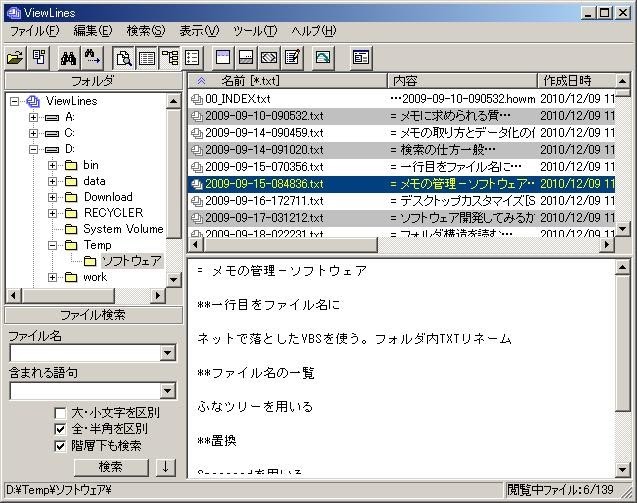 ViewLines
ファイル(F) 編集(E) 検索(S) 表示(V) ツール(T) ヘルプ(H)
フォルダ
ViewLines
A:
C:
D:
bin
data
Download
RECYCLER
System Volume
Temp
ソフトウェア
work
ファイル検索
ファイル名
含まれる語句
大・小文字を区別
全・半角を区別
階層下も検索
検索 ↓
名前 [*.txt] 内容 作成日時
00_INDEX.txt …2009-09-10-090532.howm 2010/12/09 11
2009-09-10-090532.txt = メモに求められる質… 2010/12/09 11
2009-09-14-090459.txt = メモの取り方とデータ化の 2010/12/09 11
2009-09-14-091020.txt = 検索の仕方一般… 2010/12/09 11
2009-09-15-070356.txt = 一行目をファイル名に… 2010/12/09 11
2009-09-15-084836.txt = メモの管理－ソフトウェア… 2010/12/09 11
2009-09-16-172711.txt = デスクトップカスタマイズ[S 2010/12/09 11
2009-09-17-031212.txt = ソフトウェア開発してみるか 2010/12/09 11
2009-09-18-022231.txt = フォルダ構造を読む… 2010/12/09 11
= メモの管理－ソフトウェア
**一行目をファイル名に
ネットで落としたVBSを使う。フォルダ内TXTリネーム
**ファイル名の一覧
ふなツリーを用いる
**置換
を用いる
D:¥Temp¥ソフトウェア¥ 閲覧中ファイル:6/139